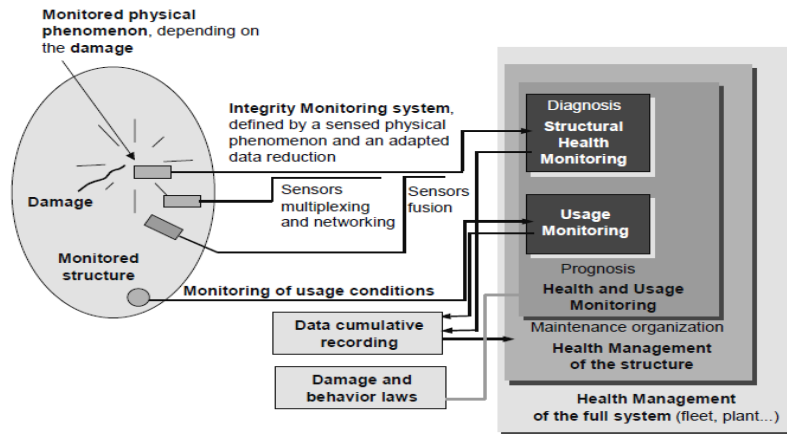 Monitored physical
phenomenon, depending on
the damage
Integrity Monitoring system,
defined by a sensed physical
phenomenon and an adapted
data reduction
Damage
Sensors
multiplexing
and networking
Sensors
fusion
Monitored
structure
Monitoring of usage conditions
Data cumulative
recording
Damage and
behavior laws
Diagnosis
Structural
Health
Monitoring
Usage
Monitoring
Prognosis
Health and Usage
Monitoring
Maintenance organization
Health Management
of the structure
Health Management
of the full system (fleet, plant...)